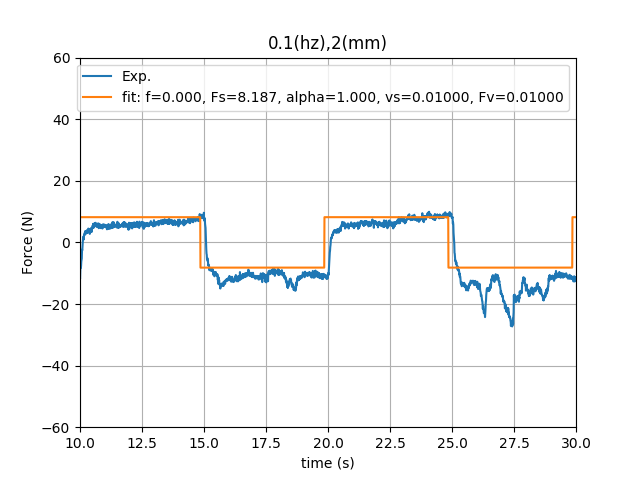 0.1(hz),2(mm)
Exp.
fit: f=0.000, Fs=8.187, alpha=1.000, vs=0.01000, Fv=0.01000
Force (N)
60
40
20
0
−20
−40
−60
10.0 12.5 15.0 17.5 20.0 22.5 25.0 27.5 30.0
time (s)